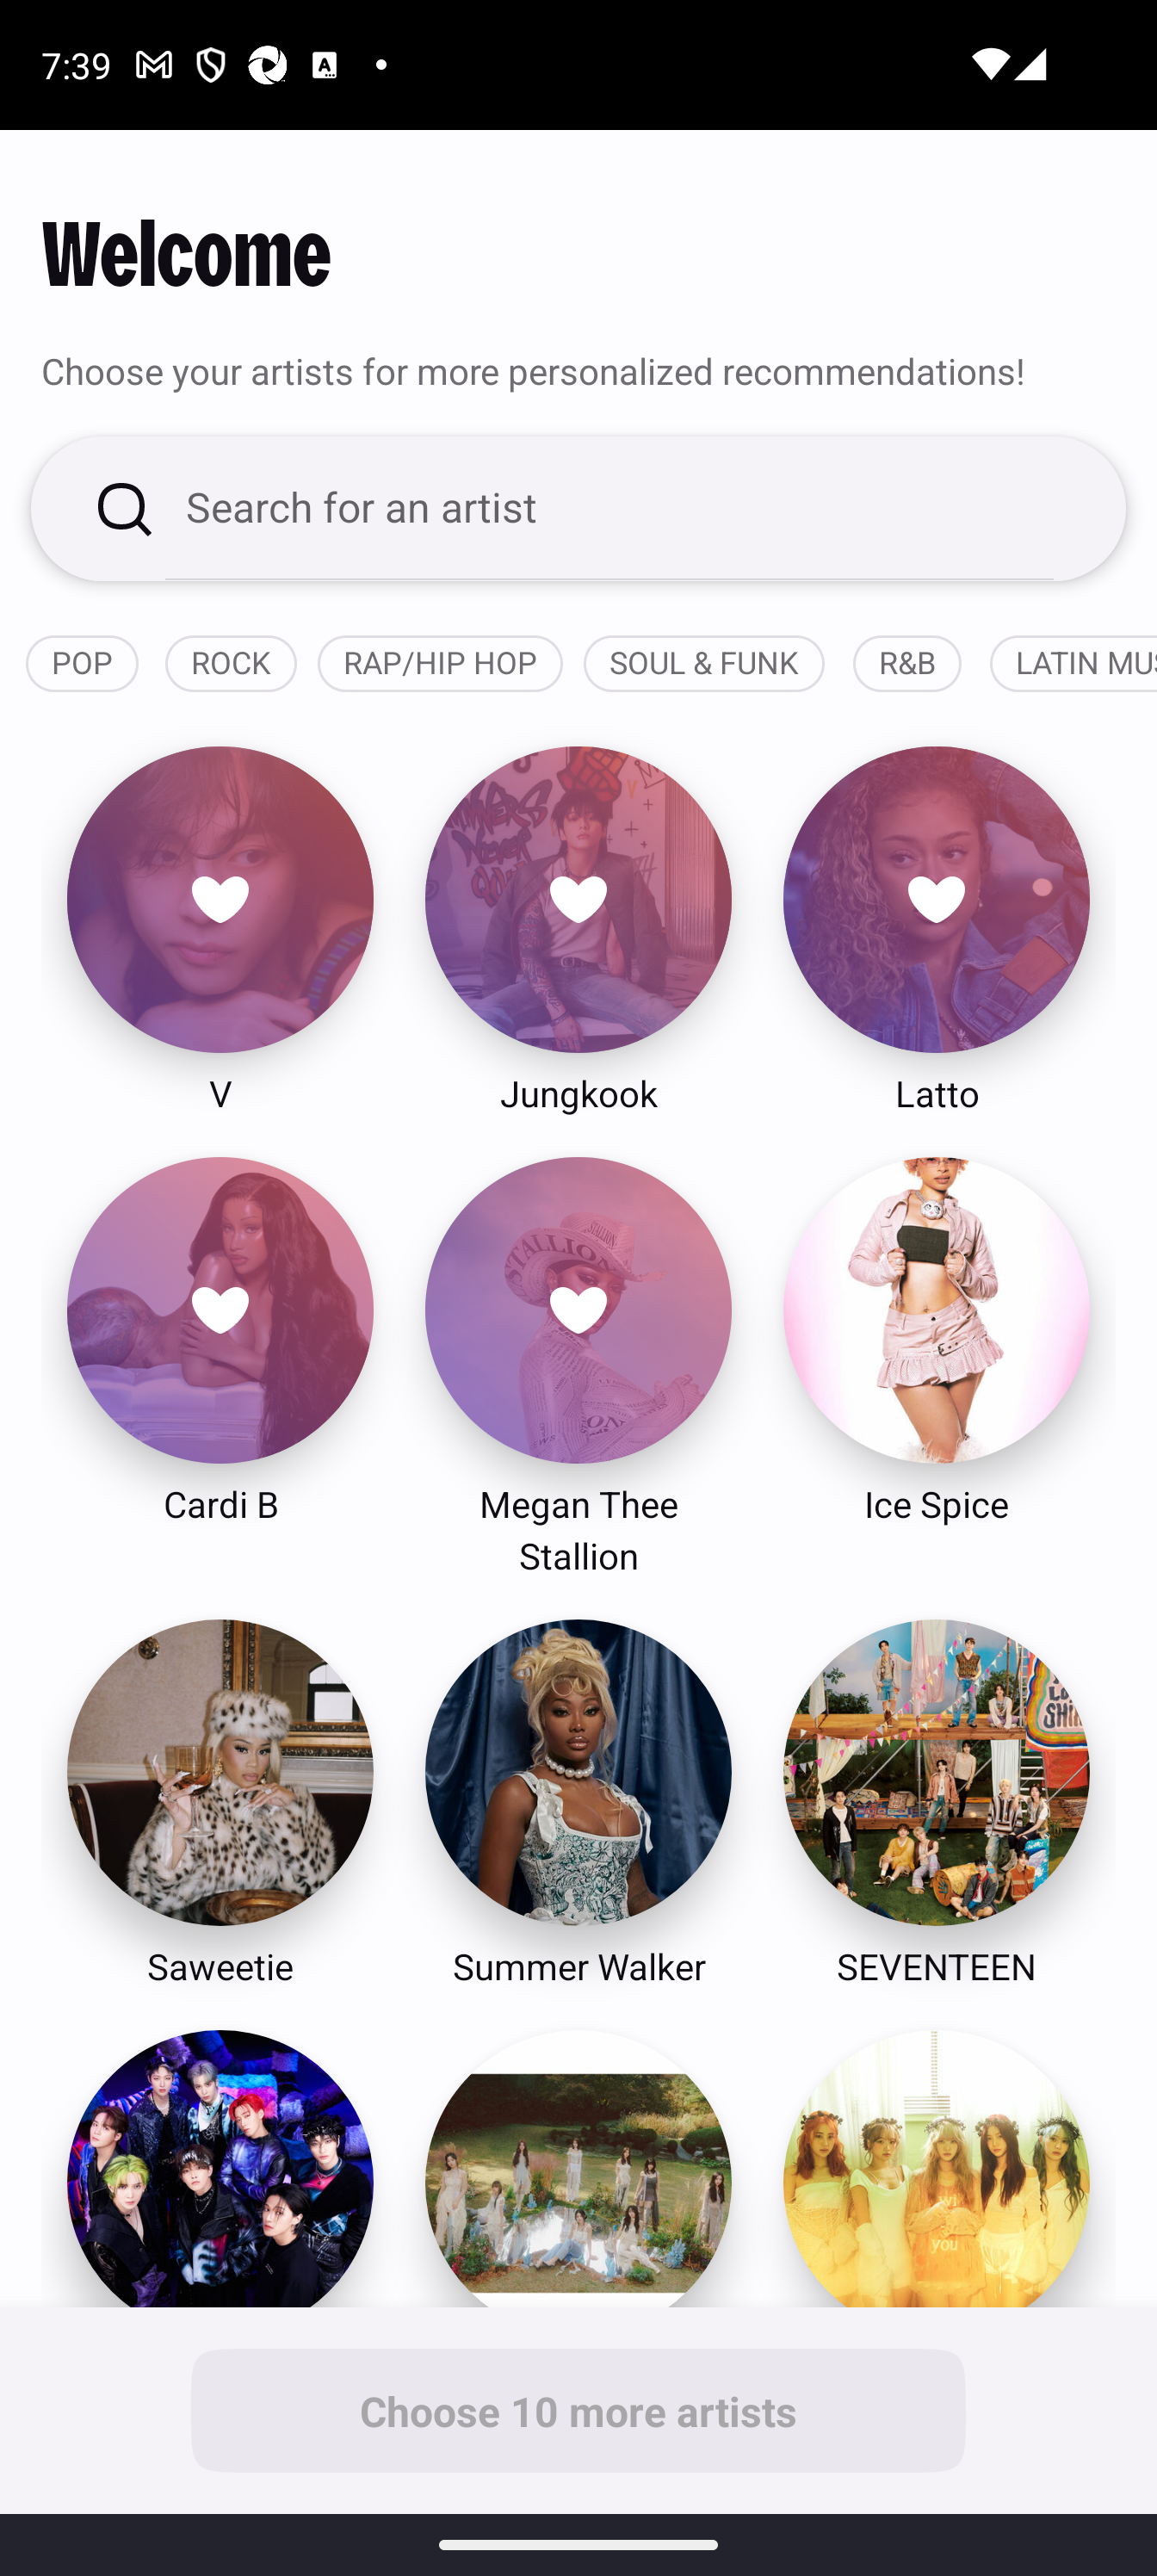 7:39
Welcome
Choose your artists for more personalized recommendations!
Search for an artist
POP ROCK RAP/HIP HOP SOUL & FUNK R&B LATIN MUS
V Jungkook Latto
Cardi B Megan Thee Stallion Ice Spice
Saweetie Summer Walker SEVENTEEN
Choose 10 more artists